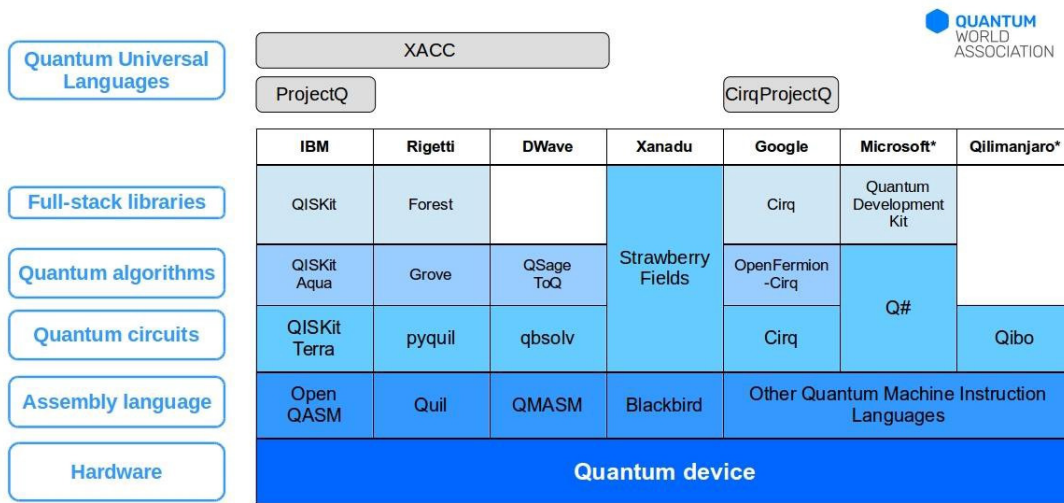 QUANTUM
WORLD
ASSOCIATION
Quantum Universal
Languages
XACC
ProjectQ
CirqProjectQ
IBM
Rigetti
DWave
Xanadu
Google
Microsoft*
Qilimanjaro*
Full-stack libraries
QISKit
Forest
Cirq
Quantum
Development
Kit
Strawberry
Fields
Quantum algorithms
QISKit
Aqua
Grove
QSage
ToQ
OpenFermion
-Cirq
Q#
Quantum circuits
QISKit
Terra
pyquil
qbsolv
Cirq
Qibo
Assembly language
Open
QASM
Quil
QMASM
Blackbird
Other Quantum Machine Instruction
Languages
Hardware
Quantum device